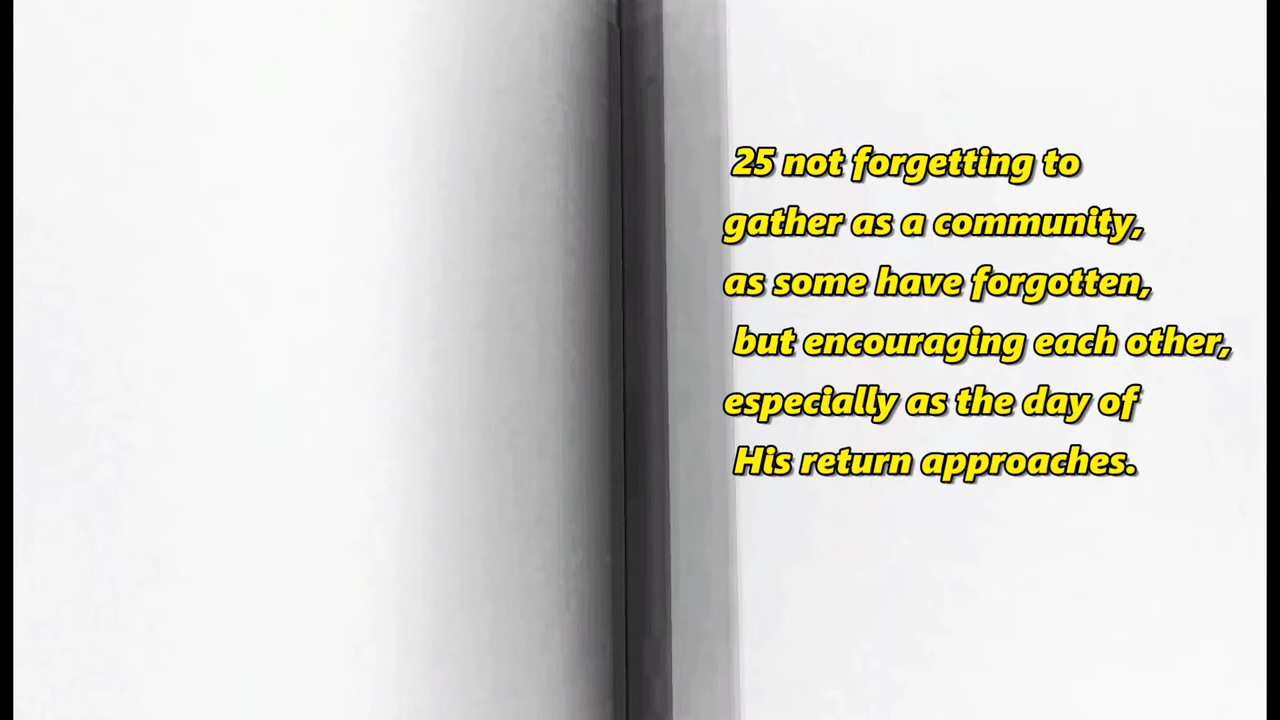 25 not forgetting to
gather as a community,
as some have forgotten,
but encouraging each other,
especially as the day of
His return approaches.